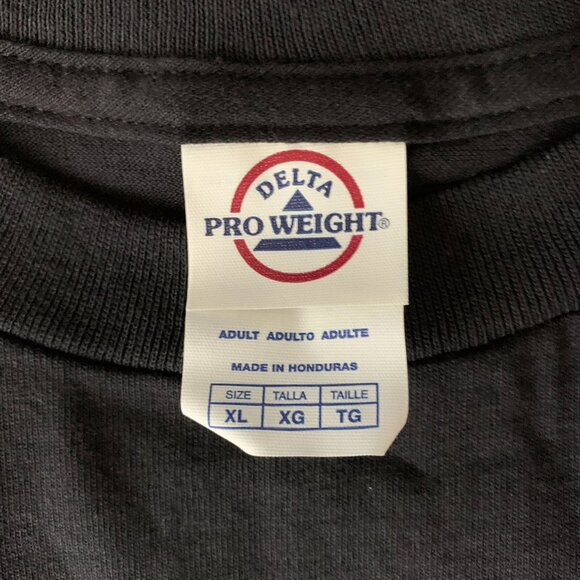 DELTA
PRO WEIGHT®
ADULT ADULTO ADULTE
MADE IN HONDURAS
SIZE TALLA TAILLE
XL XG TG